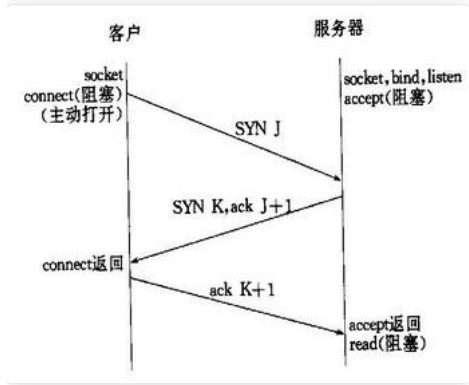 客户
服务器
socket
connect(阻塞)
(主动打开)
socket,bind,listen
accept(阻塞)
SYN J
SYN K,ack J+1
connect返回
ack K+1
accept返回
read(阻塞)